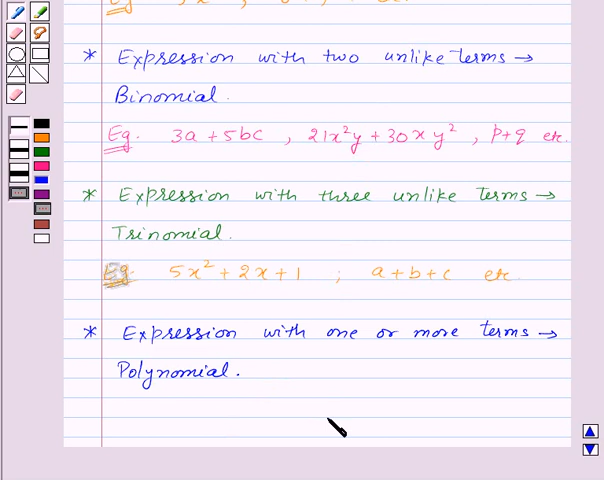 Eg
* Expression with two unlike terms →
Binomial.
Eg. 3a + 5bc , 21x²y + 30xy² , p+q etc.
* Expression with three unlike terms →
Trinomial.
Eg 5x² + 2x + 1 ; a + b + c etc.
* Expression with one or more terms →
Polynomial.